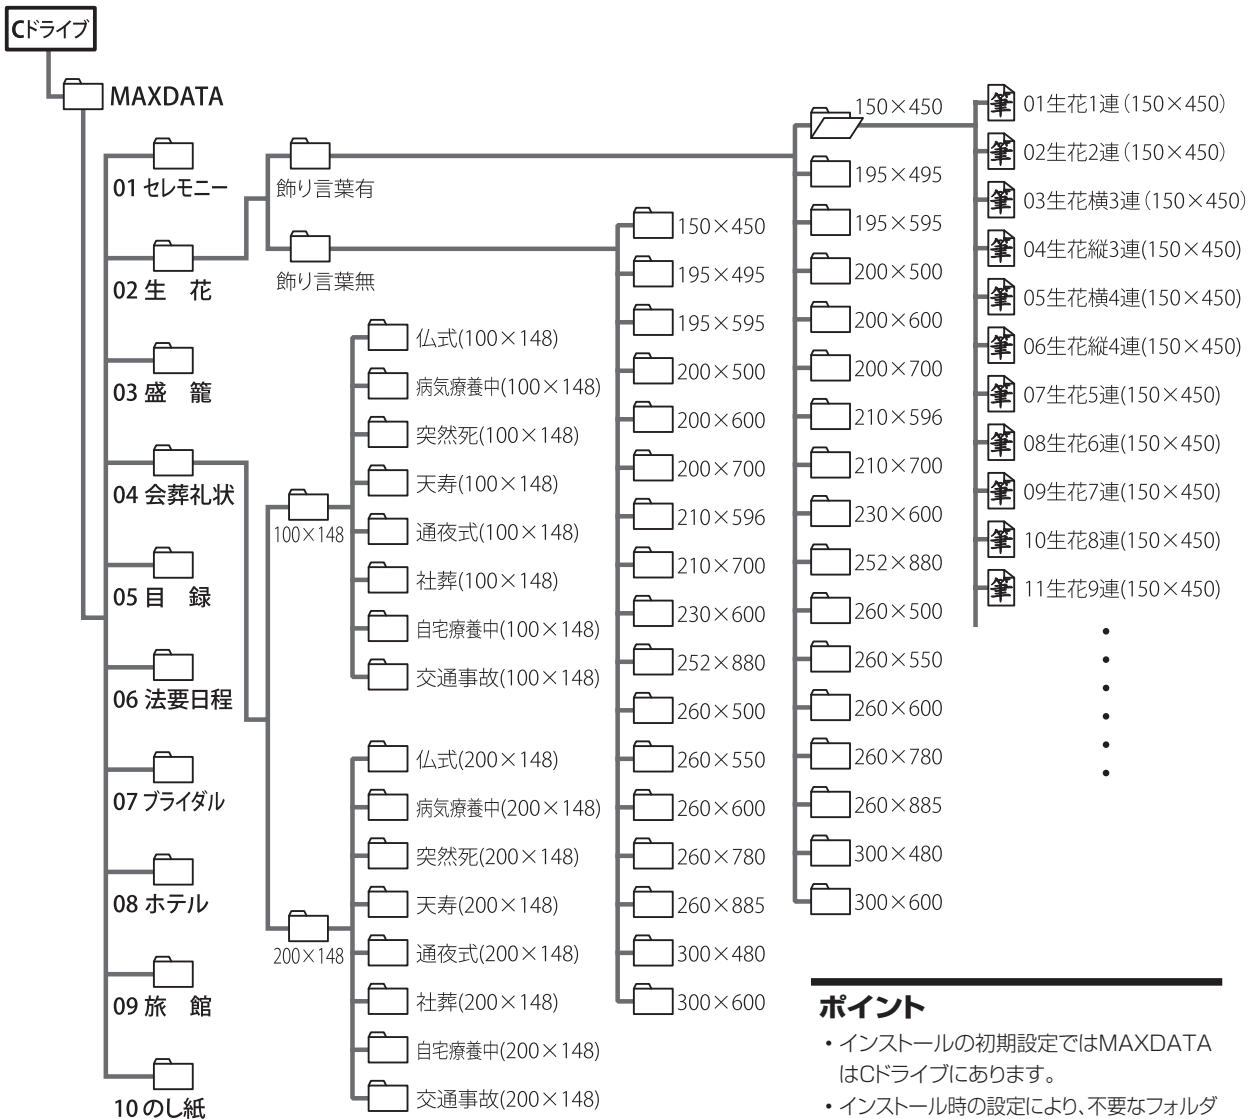 Cドライブ
MAXDATA
01 セレモニー
02 生　花
03 盛　籠
04 会葬礼状
05 目　録
06 法要日程
07 ブライダル
08 ホテル
09 旅　館
10 のし紙
飾り言葉有
飾り言葉無
100×148
仏式(100×148)
病気療養中(100×148)
突然死(100×148)
天寿(100×148)
通夜式(100×148)
社葬(100×148)
自宅療養中(100×148)
交通事故(100×148)
200×148
仏式(200×148)
病気療養中(200×148)
突然死(200×148)
天寿(200×148)
通夜式(200×148)
社葬(200×148)
自宅療養中(200×148)
交通事故(200×148)
150×450
195×495
195×595
200×500
200×600
200×700
210×596
210×700
230×600
252×880
260×500
260×550
260×600
260×780
260×885
300×480
300×600
150×450
195×495
195×595
200×500
200×600
200×700
210×596
210×700
230×600
252×880
260×500
260×550
260×600
260×780
260×885
300×480
300×600
筆 01生花1連(150×450)
筆 02生花2連(150×450)
筆 03生花横3連(150×450)
筆 04生花縦3連(150×450)
筆 05生花横4連(150×450)
筆 06生花縦4連(150×450)
筆 07生花5連(150×450)
筆 08生花6連(150×450)
筆 09生花7連(150×450)
筆 10生花8連(150×450)
筆 11生花9連(150×450)
ポイント
・インストールの初期設定ではMAXDATA
はCドライブにあります。
・インストール時の設定により、不要なフォルダ